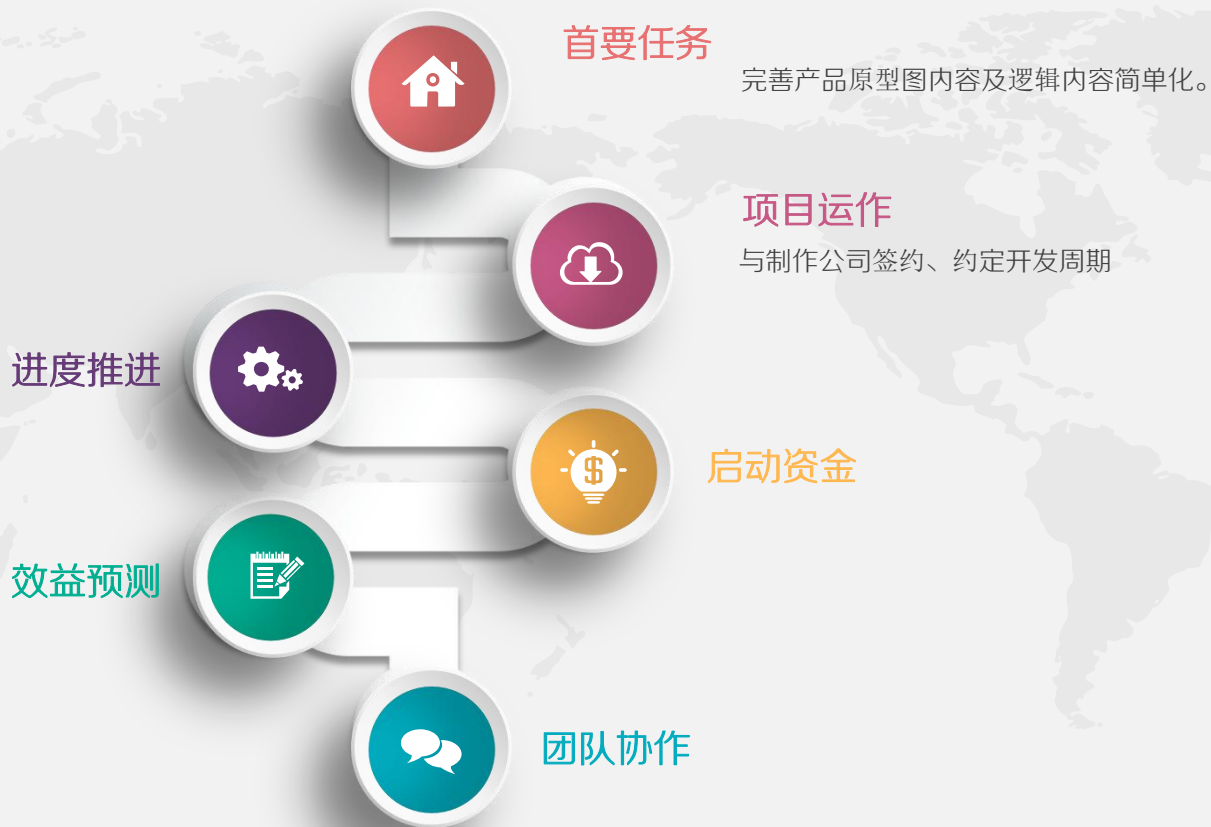 首要任务
完善产品原型图内容及逻辑内容简单化。
项目运作
与制作公司签约、约定开发周期
进度推进
启动资金
效益预测
团队协作